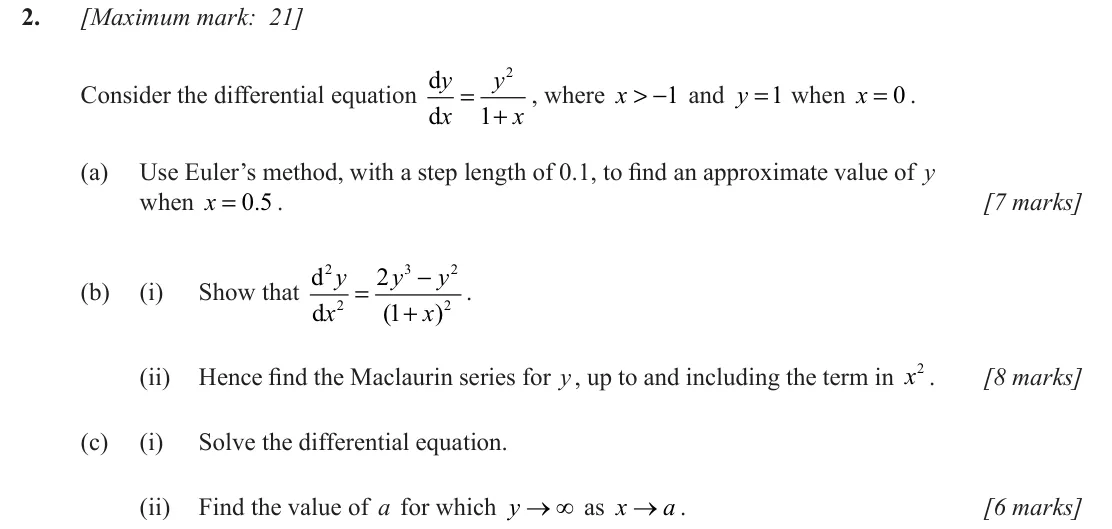 2. [Maximum mark: 21]
Consider the differential equation dy/dx = y²/(1+x), where x > −1 and y = 1 when x = 0.
(a) Use Euler’s method, with a step length of 0.1, to find an approximate value of y
when x = 0.5. [7 marks]
(b) (i) Show that d²y/dx² = (2y³ − y²)/(1+x)².
(ii) Hence find the Maclaurin series for y, up to and including the term in x². [8 marks]
(c) (i) Solve the differential equation.
(ii) Find the value of a for which y → ∞ as x → a. [6 marks]